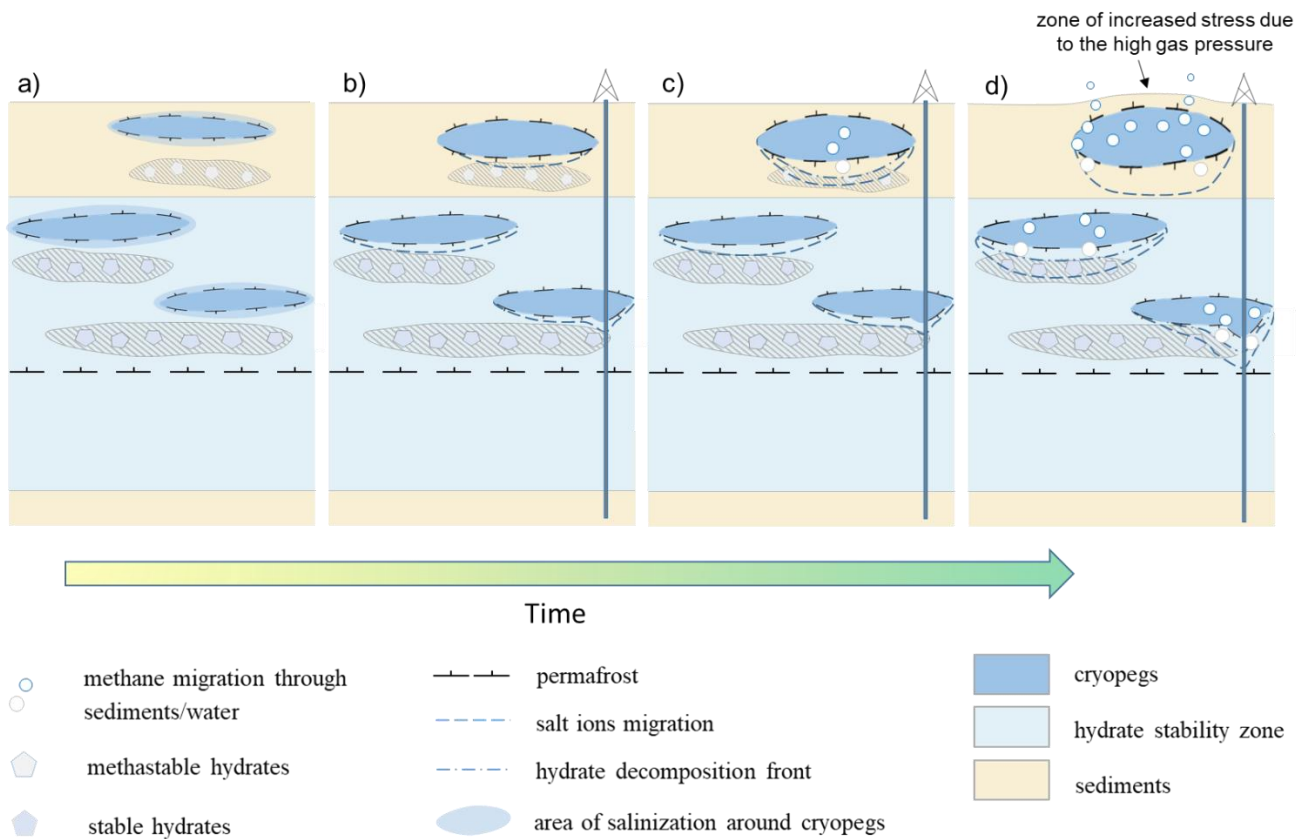 zone of increased stress due
to the high gas pressure
a)
b)
c)
d)
Time
methane migration through
sediments/water
methastable hydrates
stable hydrates
permafrost
salt ions migration
hydrate decomposition front
area of salinization around cryopegs
cryopegs
hydrate stability zone
sediments